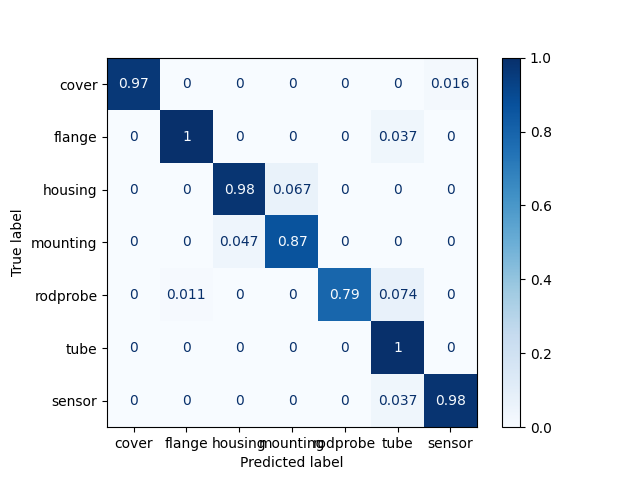 cover 0.97 0 0 0 0 0 0.016
flange 0 1 0 0 0 0.037 0
housing 0 0 0.98 0.067 0 0 0
mounting 0 0 0.047 0.87 0 0 0
rodprobe 0 0.011 0 0 0.79 0.074 0
tube 0 0 0 0 0 1 0
sensor 0 0 0 0 0 0.037 0.98
cover flange housing mounting rodprobe tube sensor
Predicted label
True label
1.0
0.8
0.6
0.4
0.2
0.0